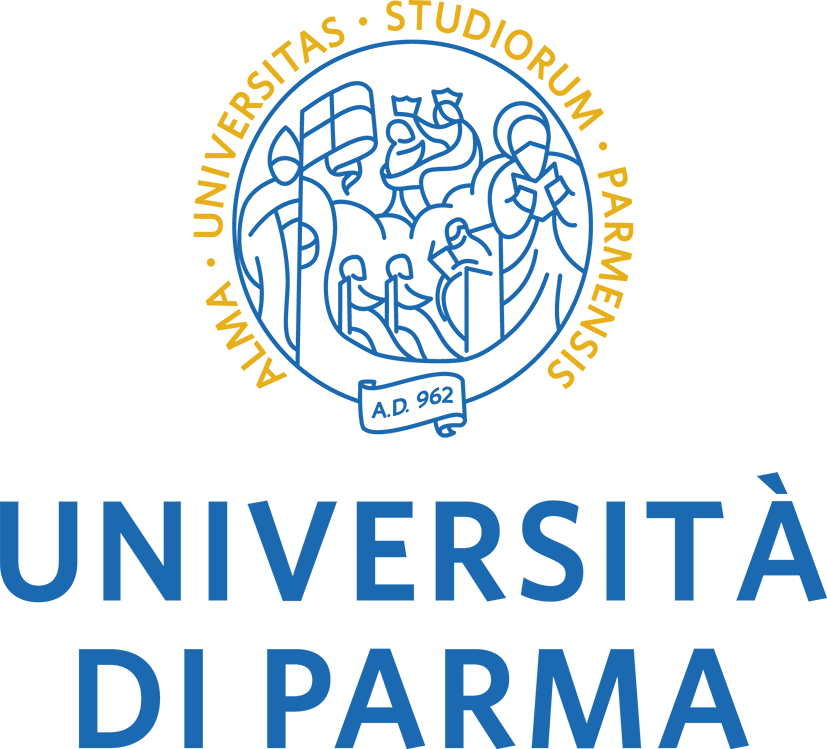 ALMA · UNIVERSITAS · STUDIORUM · PARMENSIS
A.D. 962
UNIVERSITÀ
DI PARMA